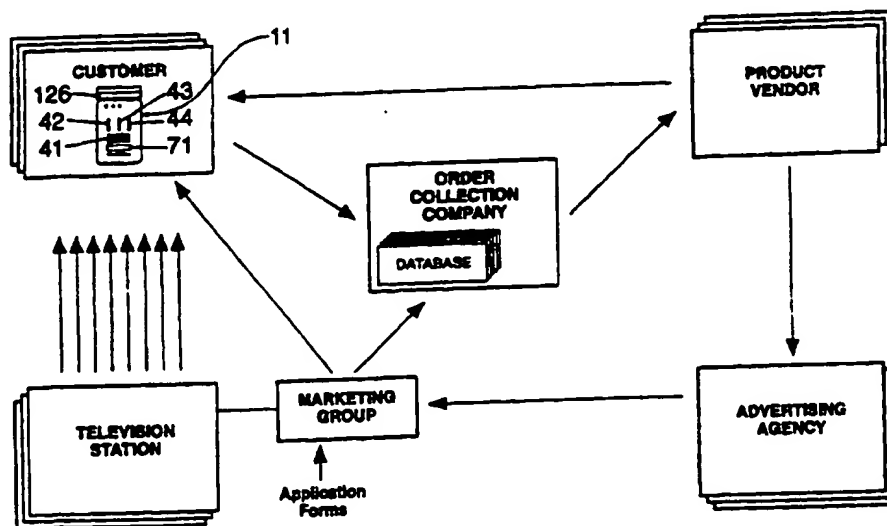 11
CUSTOMER
126
43
42
44
41
71
PRODUCT
VENDOR
ORDER
COLLECTION
COMPANY
DATABASE
TELEVISION
STATION
MARKETING
GROUP
Application
Forms
ADVERTISING
AGENCY